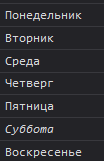 Понедельник
Вторник
Среда
Четверг
Пятница
Суббота
Воскресенье